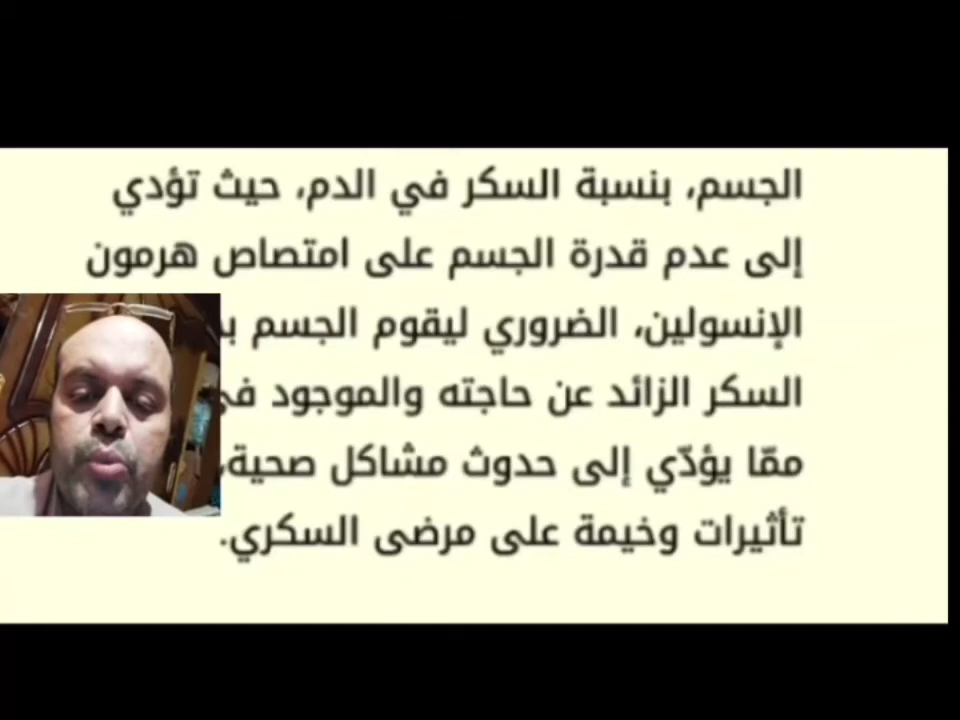 الجسم، بنسبة السكر في الدم، حيث تؤدي
إلى عدم قدرة الجسم على امتصاص هرمون
الإنسولين، الضروري ليقوم الجسم
السكر الزائد عن حاجته والموجود في
ممّا يؤدّي إلى حدوث مشاكل صحية،
تأثيرات وخيمة على مرضى السكري.